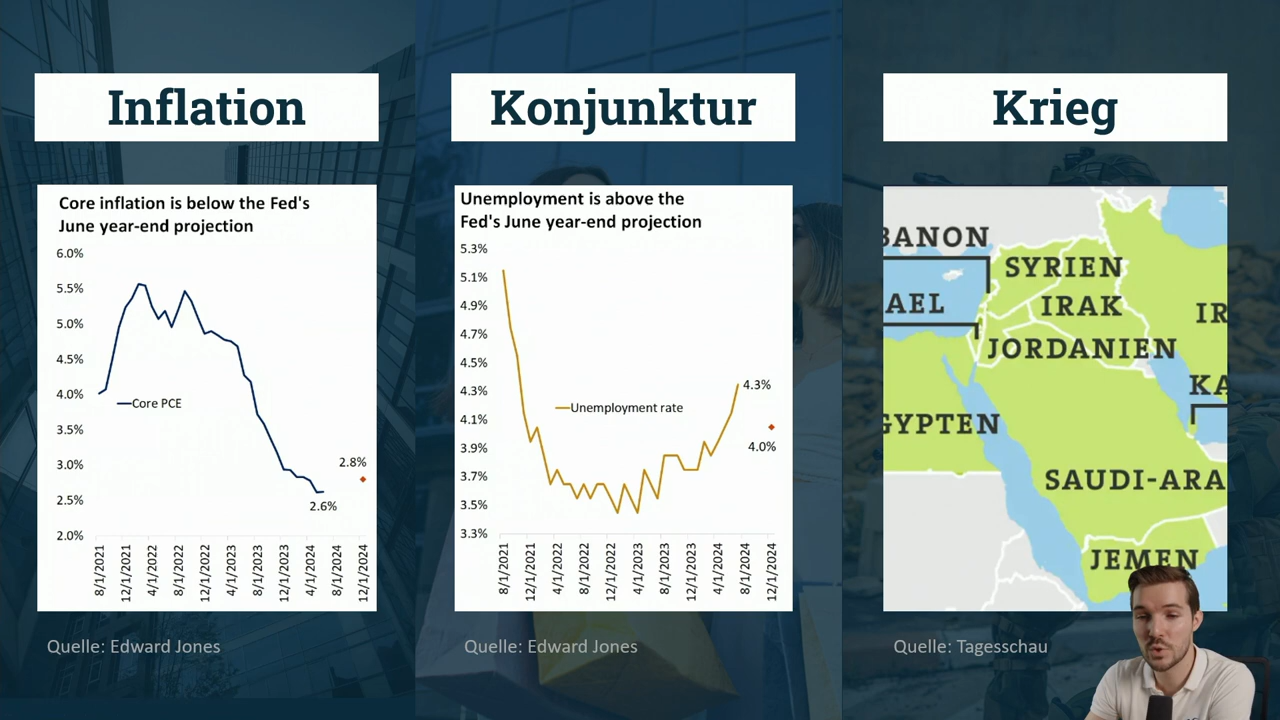 Inflation
Core inflation is below the Fed's
June year-end projection
6.0%
5.5%
5.0%
4.5%
4.0%
3.5%
3.0%
2.5%
2.0%
Core PCE
2.8%
2.6%
8/1/2021
12/1/2021
4/1/2022
8/1/2022
12/1/2022
4/1/2023
8/1/2023
12/1/2023
4/1/2024
8/1/2024
12/1/2024
Quelle: Edward Jones
Konjunktur
Unemployment is above the
Fed's June year-end projection
5.3%
5.1%
4.9%
4.7%
4.5%
4.3%
4.1%
3.9%
3.7%
3.5%
3.3%
Unemployment rate
4.3%
4.0%
8/1/2021
12/1/2021
4/1/2022
8/1/2022
12/1/2022
4/1/2023
8/1/2023
12/1/2023
4/1/2024
8/1/2024
12/1/2024
Quelle: Edward Jones
Krieg
BANON
SYRIEN
AEL
IRAK
IR
JORDANIEN
KA
GYPTEN
SAUDI-ARA
JEMEN
Quelle: Tagesschau